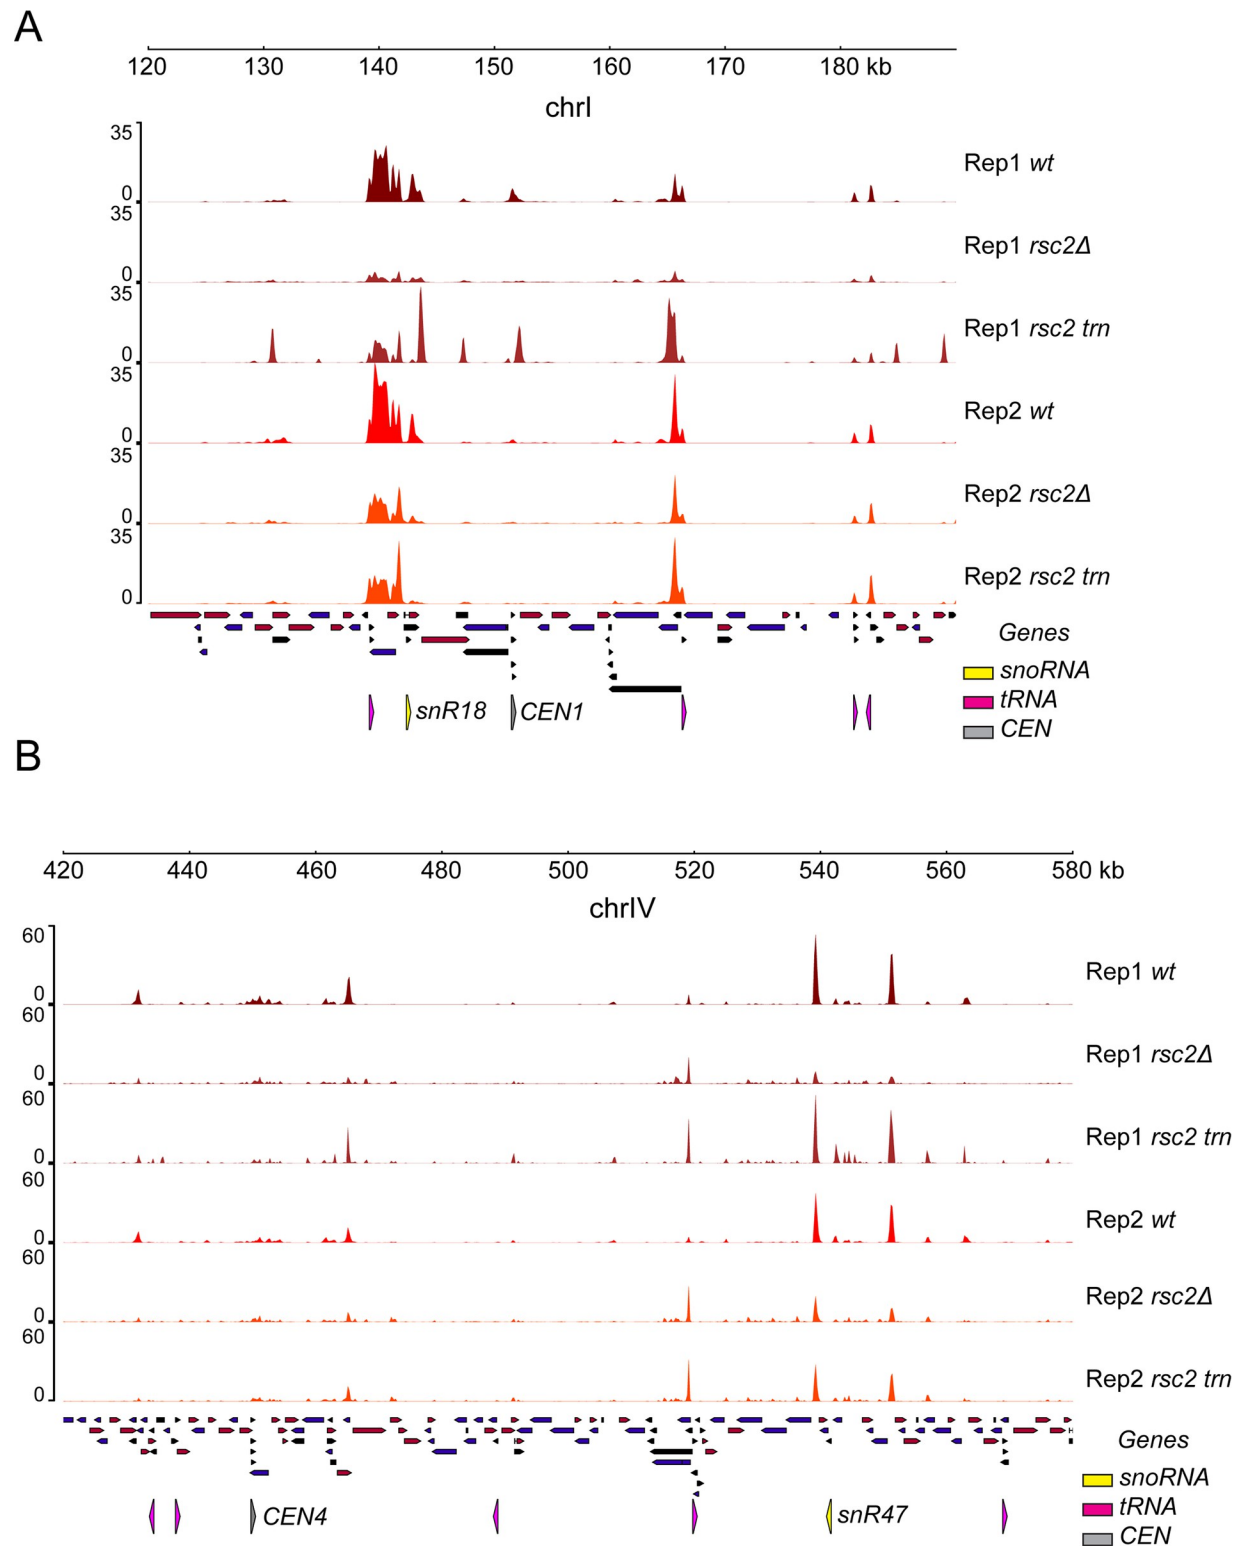 A
120 130 140 150 160 170 180 kb
chrI
35
0
Rep1 wt
35
0
Rep1 rsc2Δ
35
0
Rep1 rsc2 trn
35
0
Rep2 wt
35
0
Rep2 rsc2Δ
35
0
Rep2 rsc2 trn
Genes
snoRNA
tRNA
CEN
snR18 CEN1
B
420 440 460 480 500 520 540 560 580 kb
chrIV
60
0
Rep1 wt
60
0
Rep1 rsc2Δ
60
0
Rep1 rsc2 trn
60
0
Rep2 wt
60
0
Rep2 rsc2Δ
60
0
Rep2 rsc2 trn
Genes
snoRNA
tRNA
CEN
CEN4 snR47